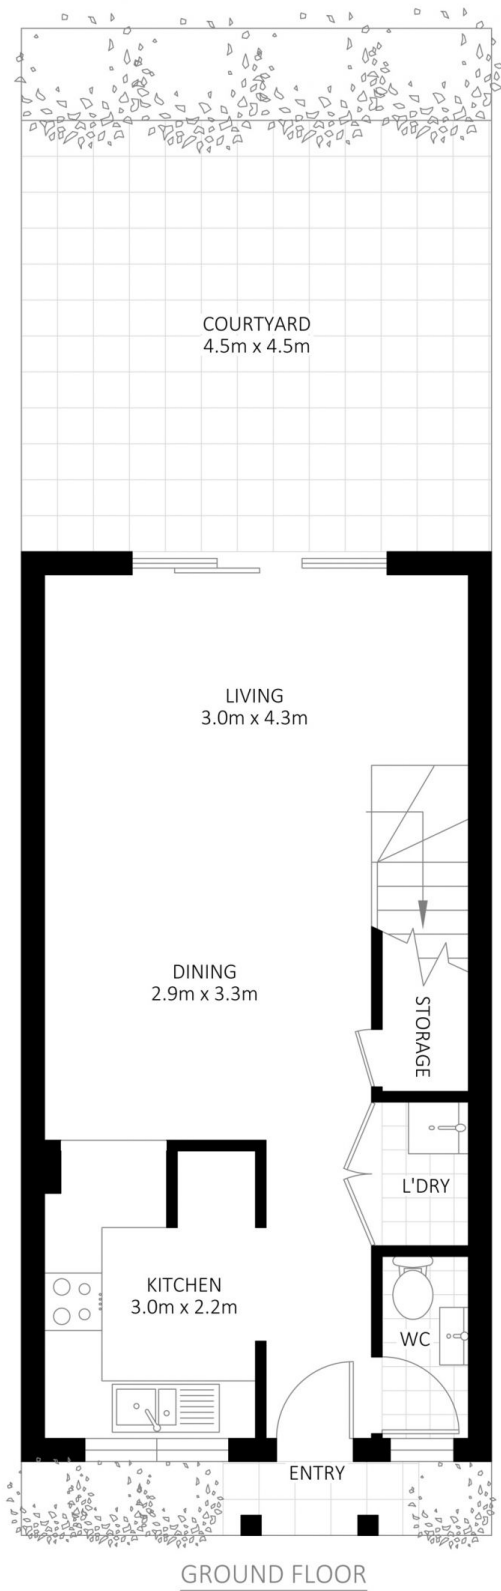 COURTYARD
4.5m x 4.5m
LIVING
3.0m x 4.3m
DINING
2.9m x 3.3m
STORAGE
L'DRY
KITCHEN
3.0m x 2.2m
WC
ENTRY
GROUND FLOOR